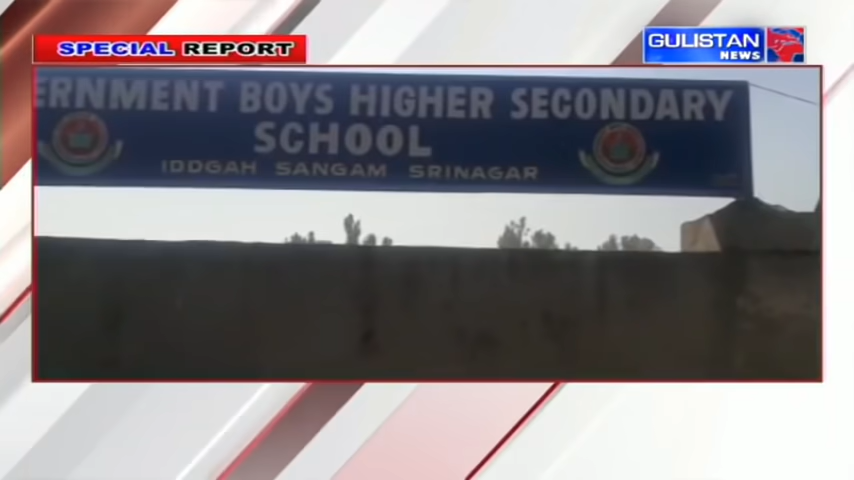 SPECIAL REPORT
GULISTAN
NEWS
ERNMENT BOYS HIGHER SECONDARY
SCHOOL
IDDGAH SANGAM SRINAGAR